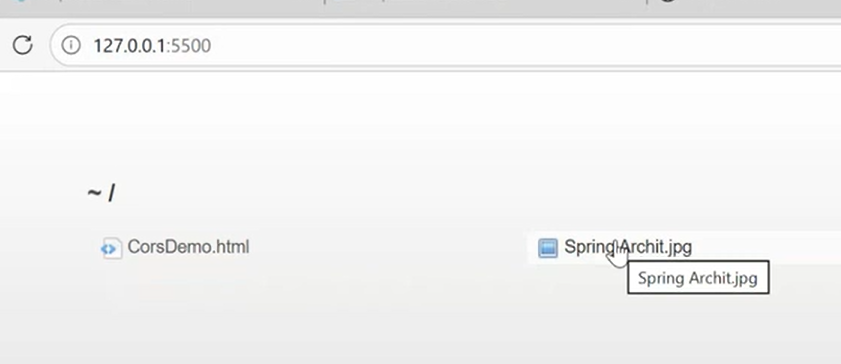 127.0.0.1:5500
~ /
CorsDemo.html
Spring Archit.jpg
Spring Archit.jpg